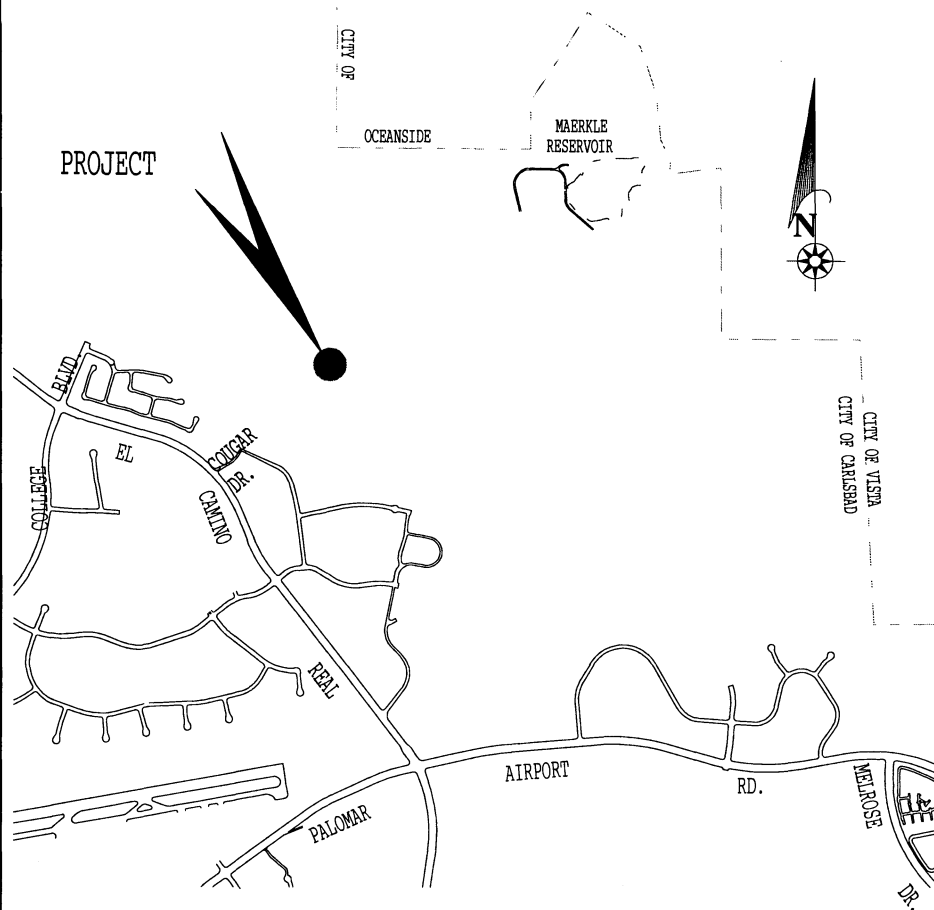 CITY OF
OCEANSIDE
MAERKLE
RESERVOIR
PROJECT
N
BLVD.
EL
COUGAR
DR.
COLLEGE
CAMINO
CITY OF VISTA
CITY OF CARLSBAD
REAL
AIRPORT
RD.
PALOMAR
MELROSE
DR.